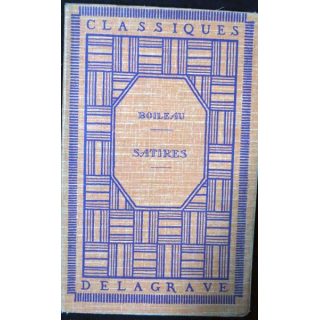 CLASSIQUES
BOILEAU
SATIRES
DELAGRAVE